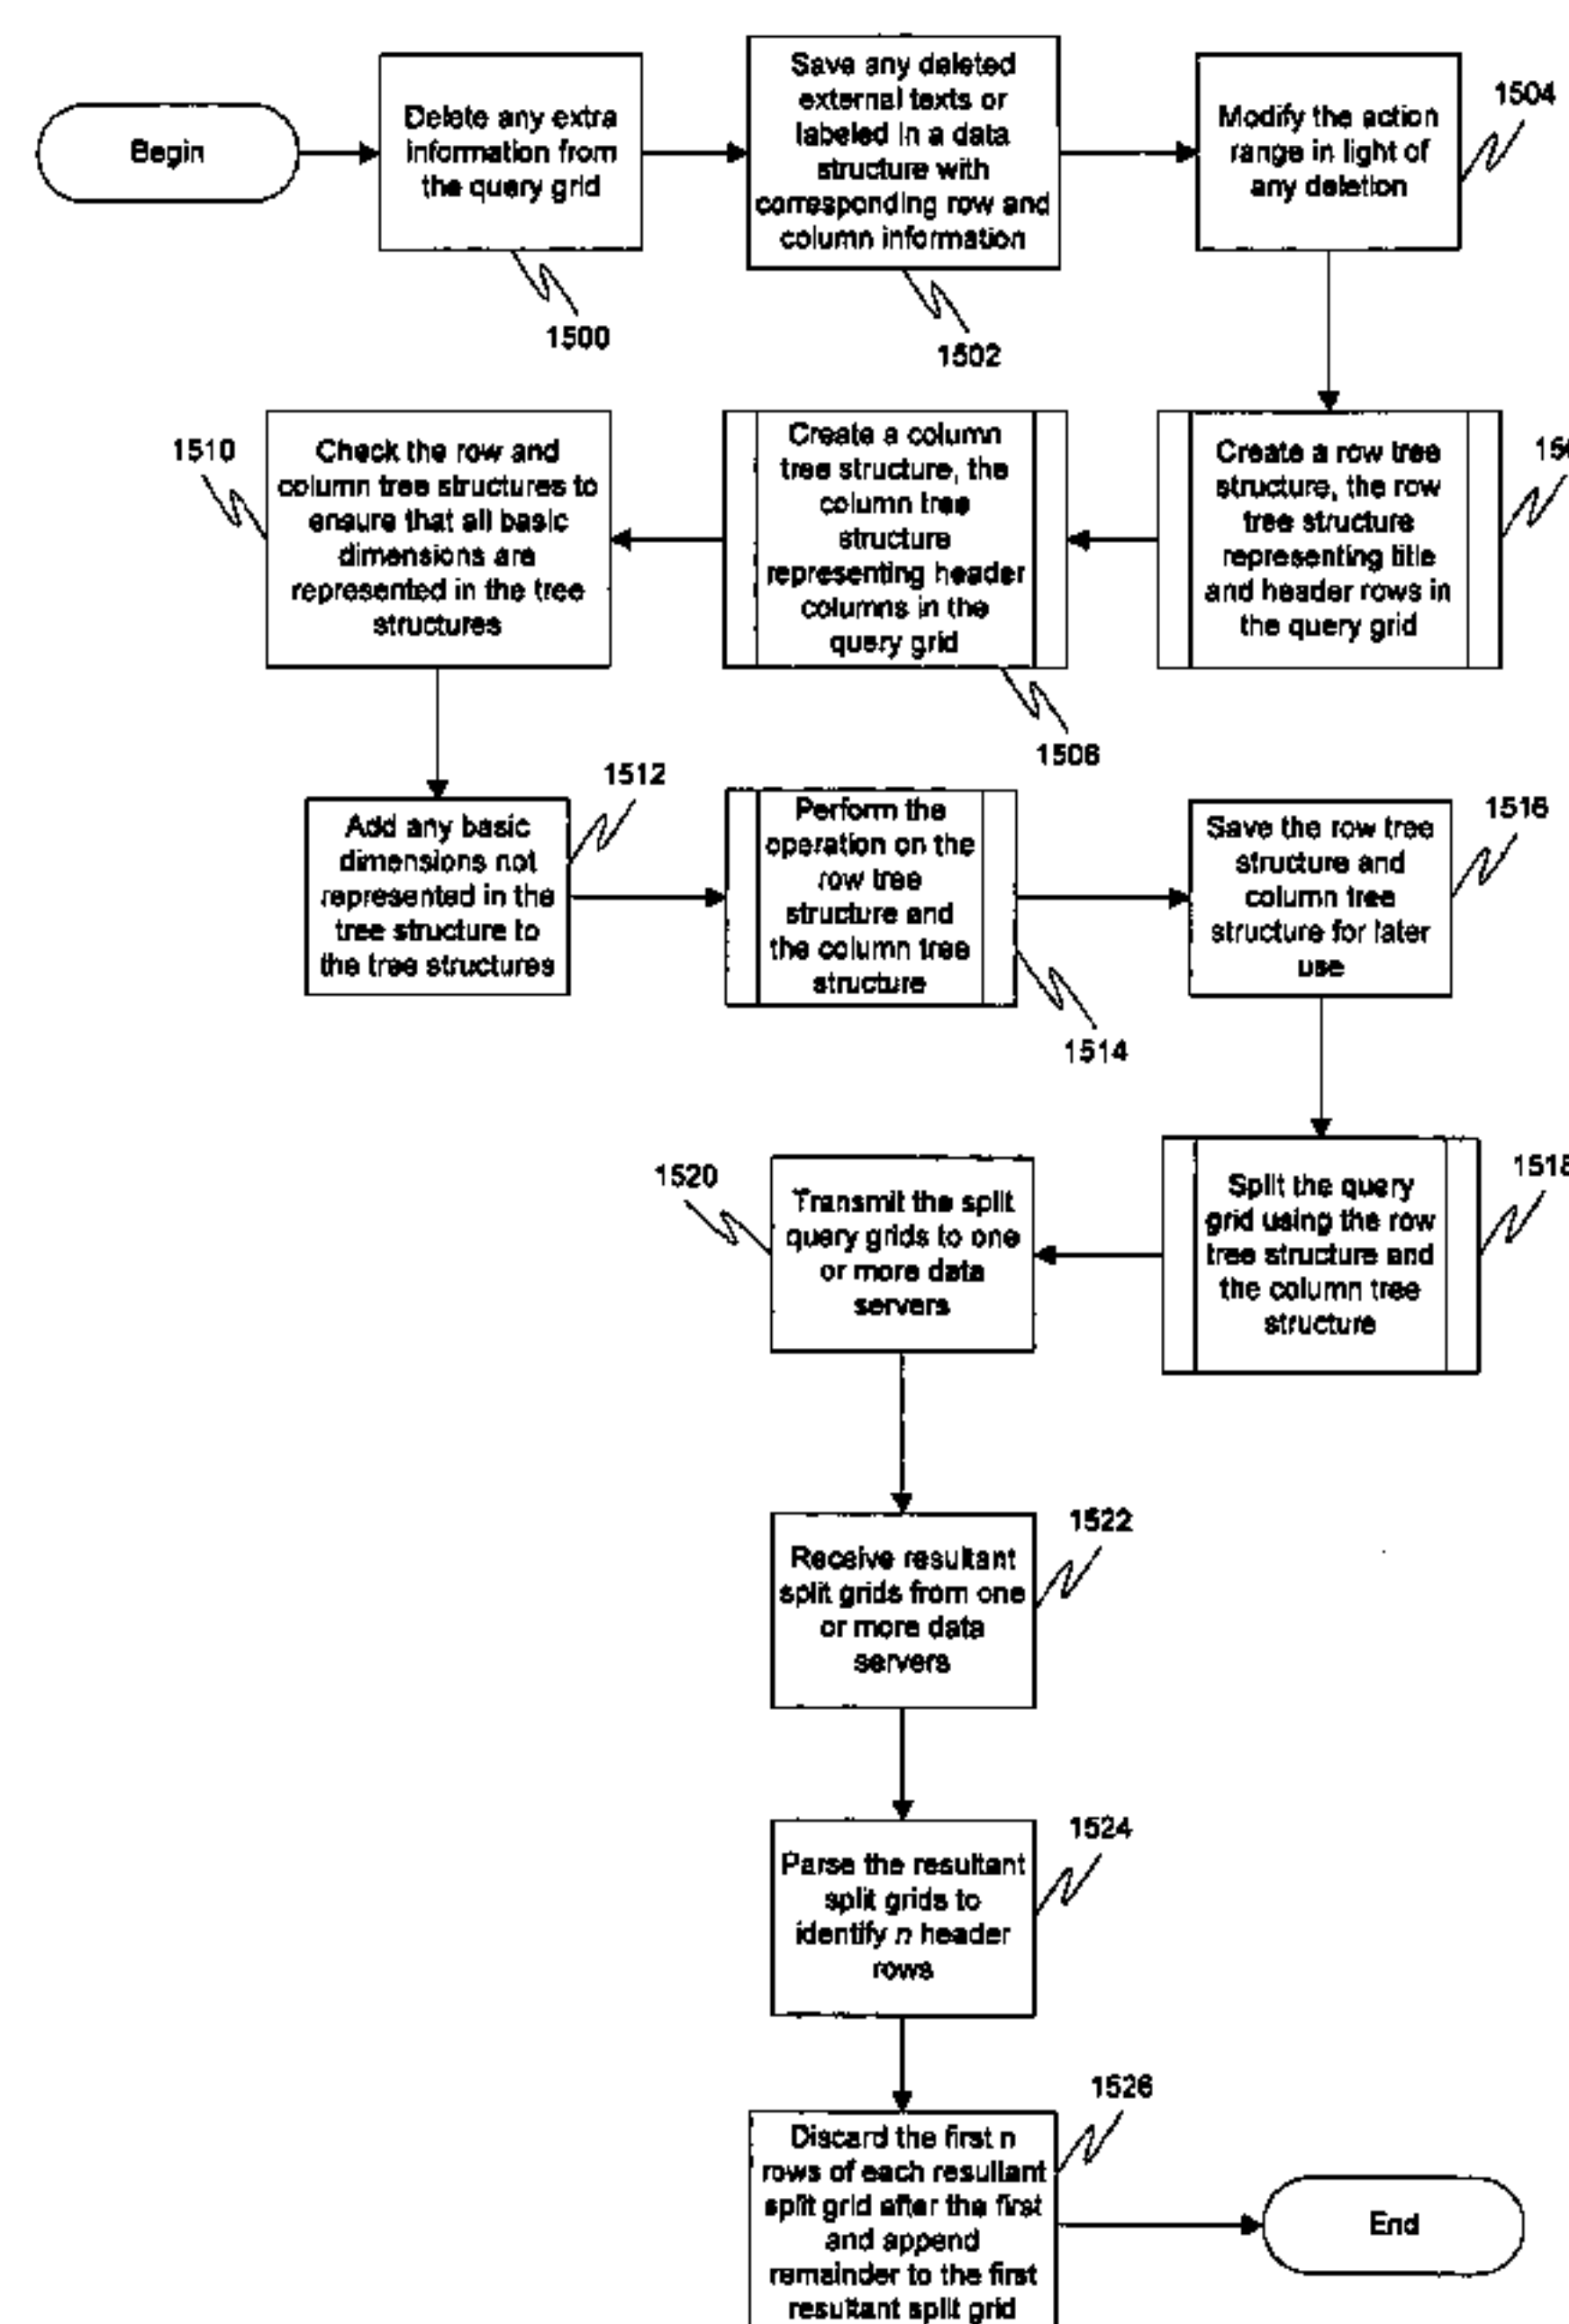 Begin
Delete any extra
information from
the query grid
1500
Save any deleted
external texts or
labeled in a data
structure with
corresponding row and
column information
1502
Modify the action
range in light of
any deletion
1504
Create a row tree
structure, the row
tree structure
representing title
and header rows in
the query grid
Create a column
tree structure, the
column tree
structure
representing header
columns in the
query grid
1508
Check the row and
column tree structures to
ensure that all basic
dimensions are
represented in the tree
structures
1510
Add any basic
dimensions not
represented in the
tree structure to
the tree structures
1512
Perform the
operation on the
row tree
structure and
the column tree
structure
1514
Save the row tree
structure and
column tree
structure for later
use
1516
Split the query
grid using the row
tree structure and
the column tree
structure
1518
Transmit the split
query grids to one
or more data
servers
1520
Receive resultant
split grids from one
or more data
servers
1522
Parse the resultant
split grids to
identify n header
rows
1524
Discard the first n
rows of each resultant
split grid after the first
and append
remainder to the first
resultant split grid
1526
End